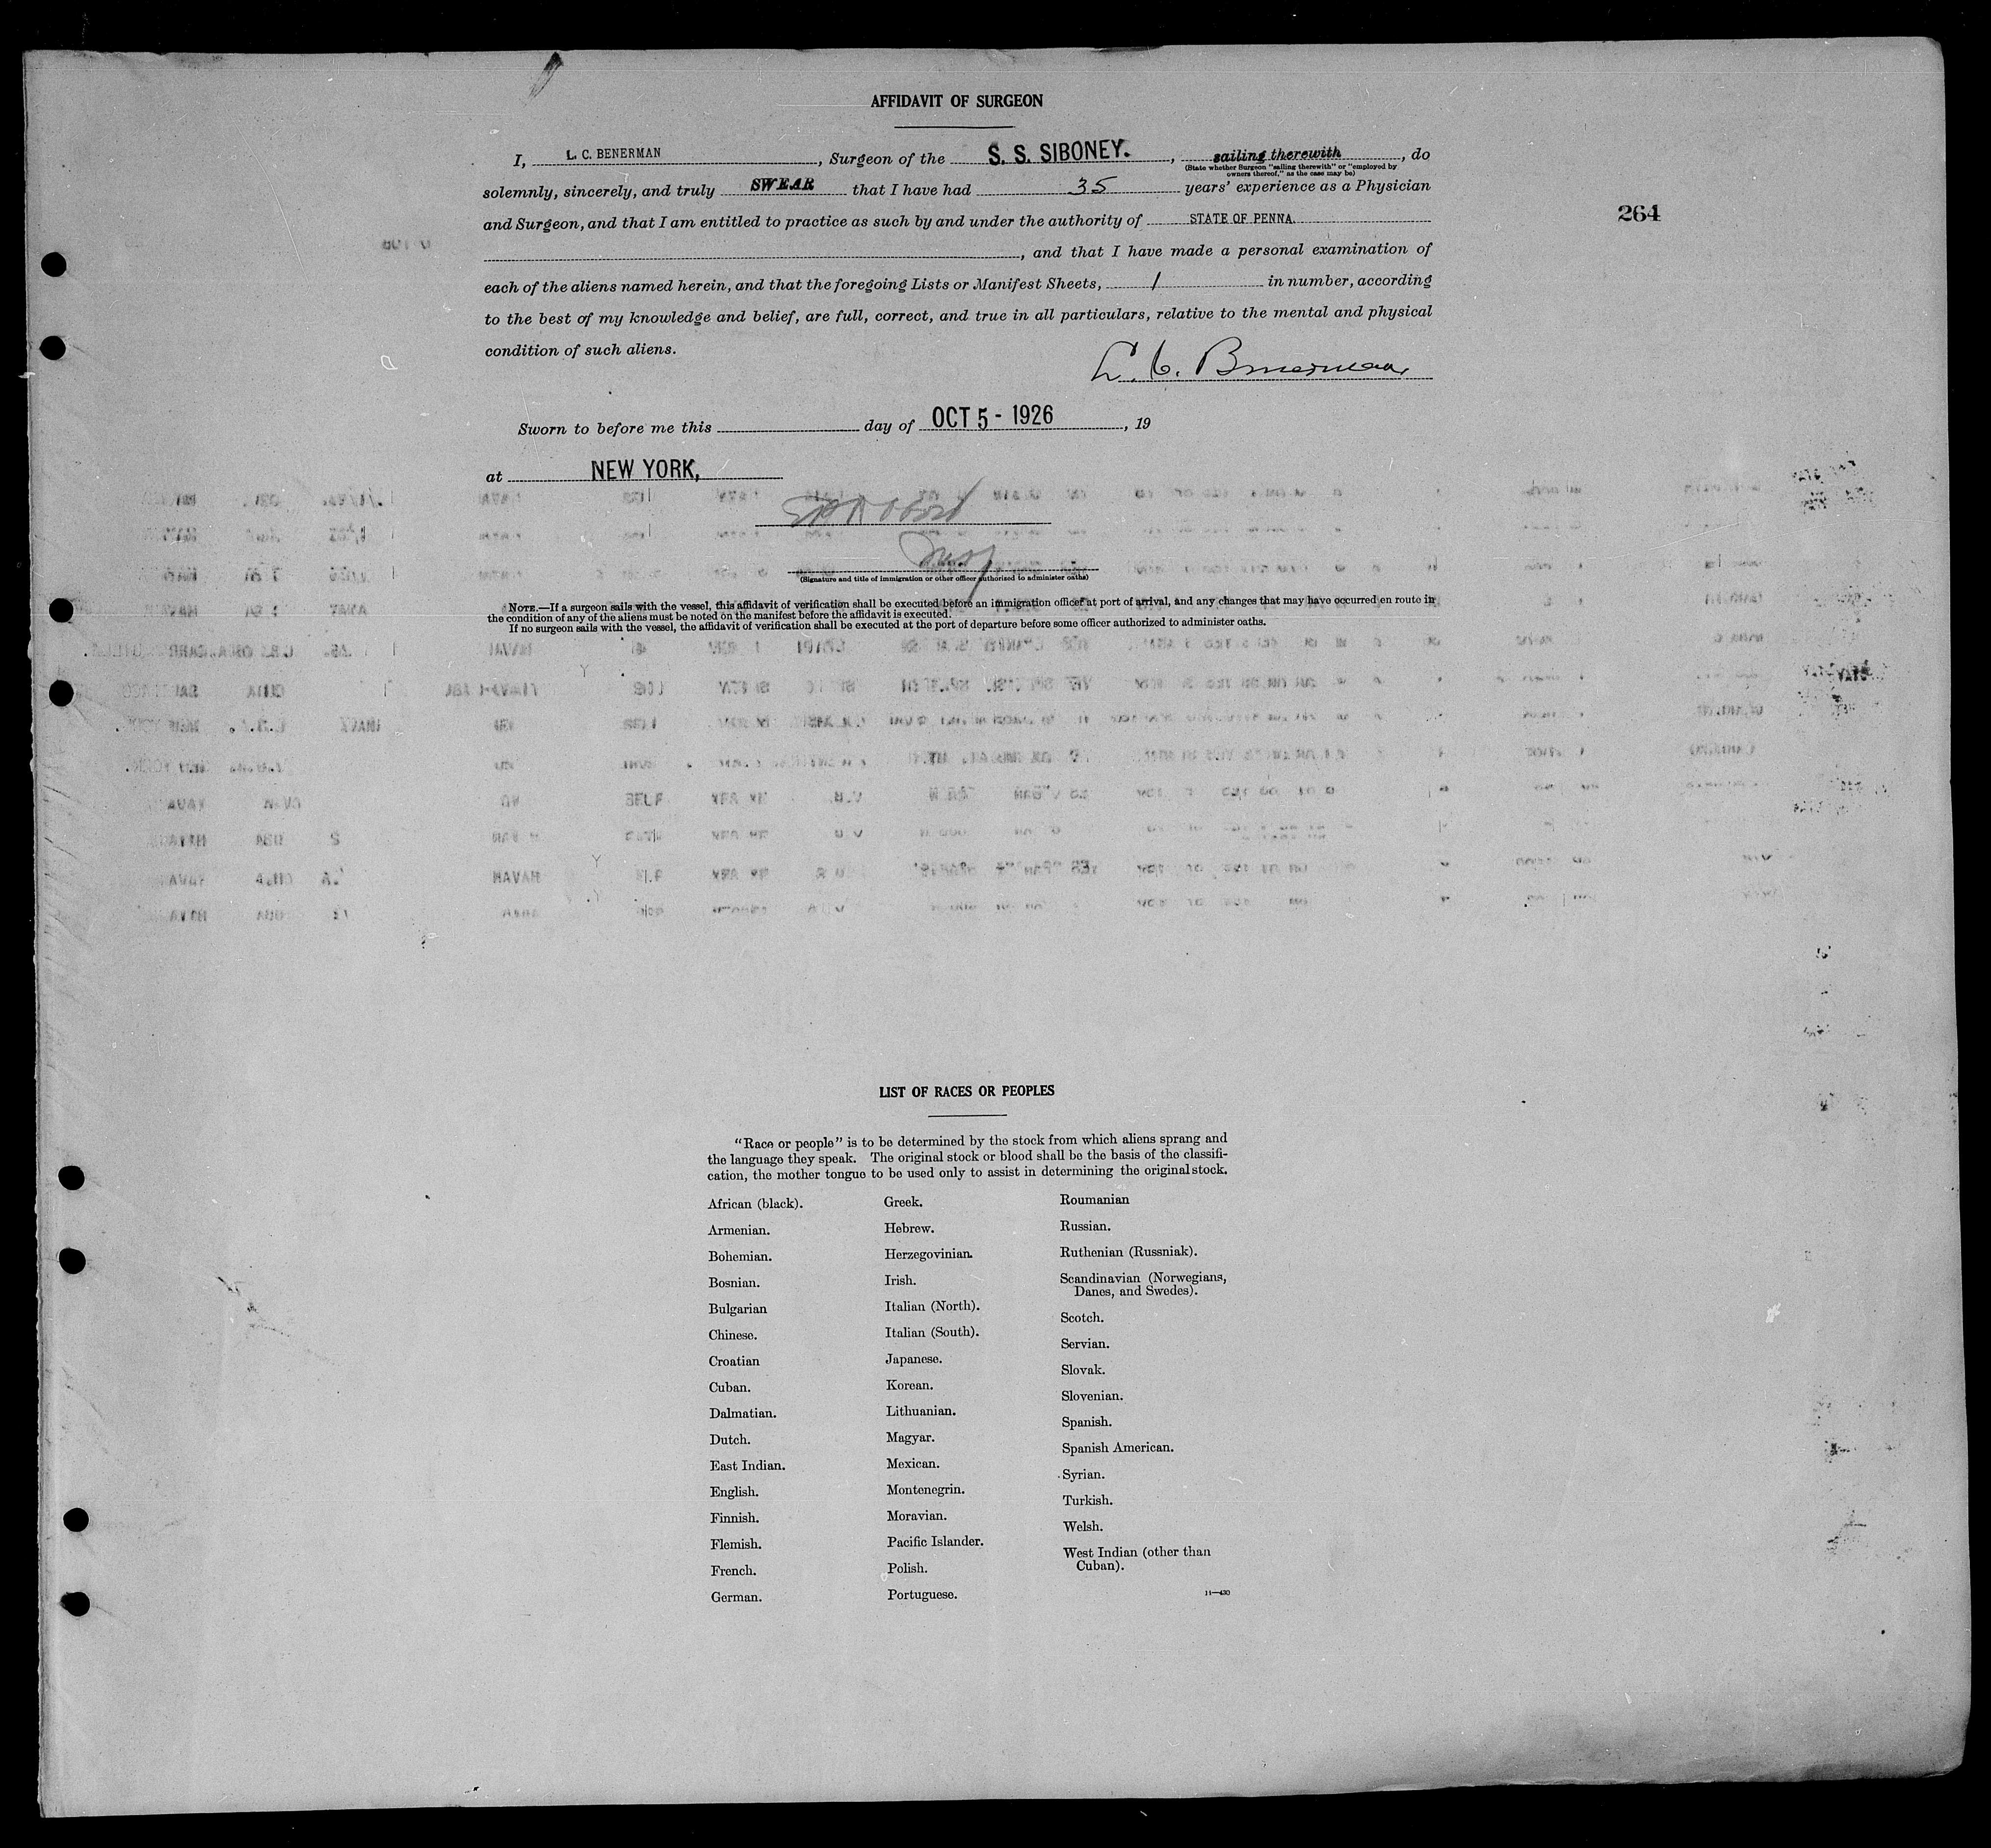 AFFIDAVIT OF SURGEON
I, L. C. BENERMAN, Surgeon of the S. S. SIBONEY., sailing therewith, do
(State whether Surgeon "sailing therewith" or "employed by
owners thereof," as the case may be)
solemnly, sincerely, and truly SWEAR that I have had 35 years' experience as a Physician
and Surgeon, and that I am entitled to practice as such by and under the authority of STATE OF PENNA.
264
, and that I have made a personal examination of
each of the aliens named herein, and that the foregoing Lists or Manifest Sheets, 1 in number, according
to the best of my knowledge and belief, are full, correct, and true in all particulars, relative to the mental and physical
condition of such aliens.
L. C. Benerman
Sworn to before me this day of OCT 5 - 1926, 19
at NEW YORK,
(Signature and title of immigration or other officer authorized to administer oaths)
NOTE.—If a surgeon sails with the vessel, this affidavit of verification shall be executed before an immigration officer at port of arrival, and any changes that may have occurred en route in
the condition of any of the aliens must be noted on the manifest before the affidavit is executed.
If no surgeon sails with the vessel, the affidavit of verification shall be executed at the port of departure before some officer authorized to administer oaths.
LIST OF RACES OR PEOPLES
"Race or people" is to be determined by the stock from which aliens sprang and
the language they speak. The original stock or blood shall be the basis of the classifi-
cation, the mother tongue to be used only to assist in determining the original stock.
African (black).
Armenian.
Bohemian.
Bosnian.
Bulgarian
Chinese.
Croatian
Cuban.
Dalmatian.
Dutch.
East Indian.
English.
Finnish.
Flemish.
French.
German.
Greek.
Hebrew.
Herzegovinian.
Irish.
Italian (North).
Italian (South).
Japanese.
Korean.
Lithuanian.
Magyar.
Mexican.
Montenegrin.
Moravian.
Pacific Islander.
Polish.
Portuguese.
Roumanian
Russian.
Ruthenian (Russniak).
Scandinavian (Norwegians,
Danes, and Swedes).
Scotch.
Servian.
Slovak.
Slovenian.
Spanish.
Spanish American.
Syrian.
Turkish.
Welsh.
West Indian (other than
Cuban).
11—430